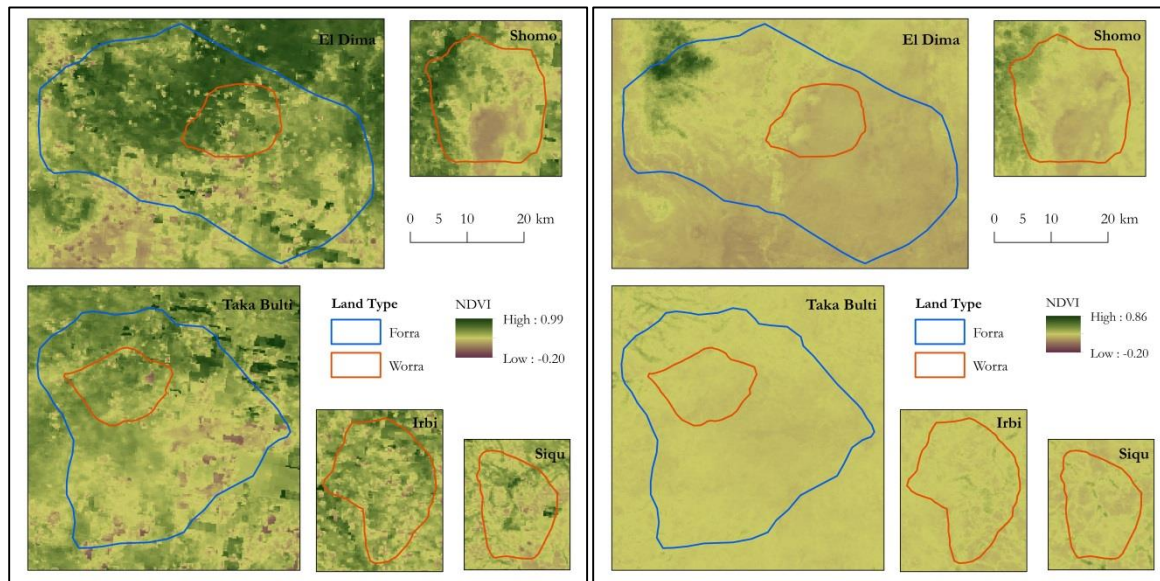 El Dima
Shomo
0 5 10 20 km
Taka Bulti
Land Type
Forra
Worra
NDVI
High : 0.99
Low : -0.20
Irbi
Siqu
El Dima
Shomo
0 5 10 20 km
Taka Bulti
Land Type
Forra
Worra
NDVI
High : 0.86
Low : -0.20
Irbi
Siqu